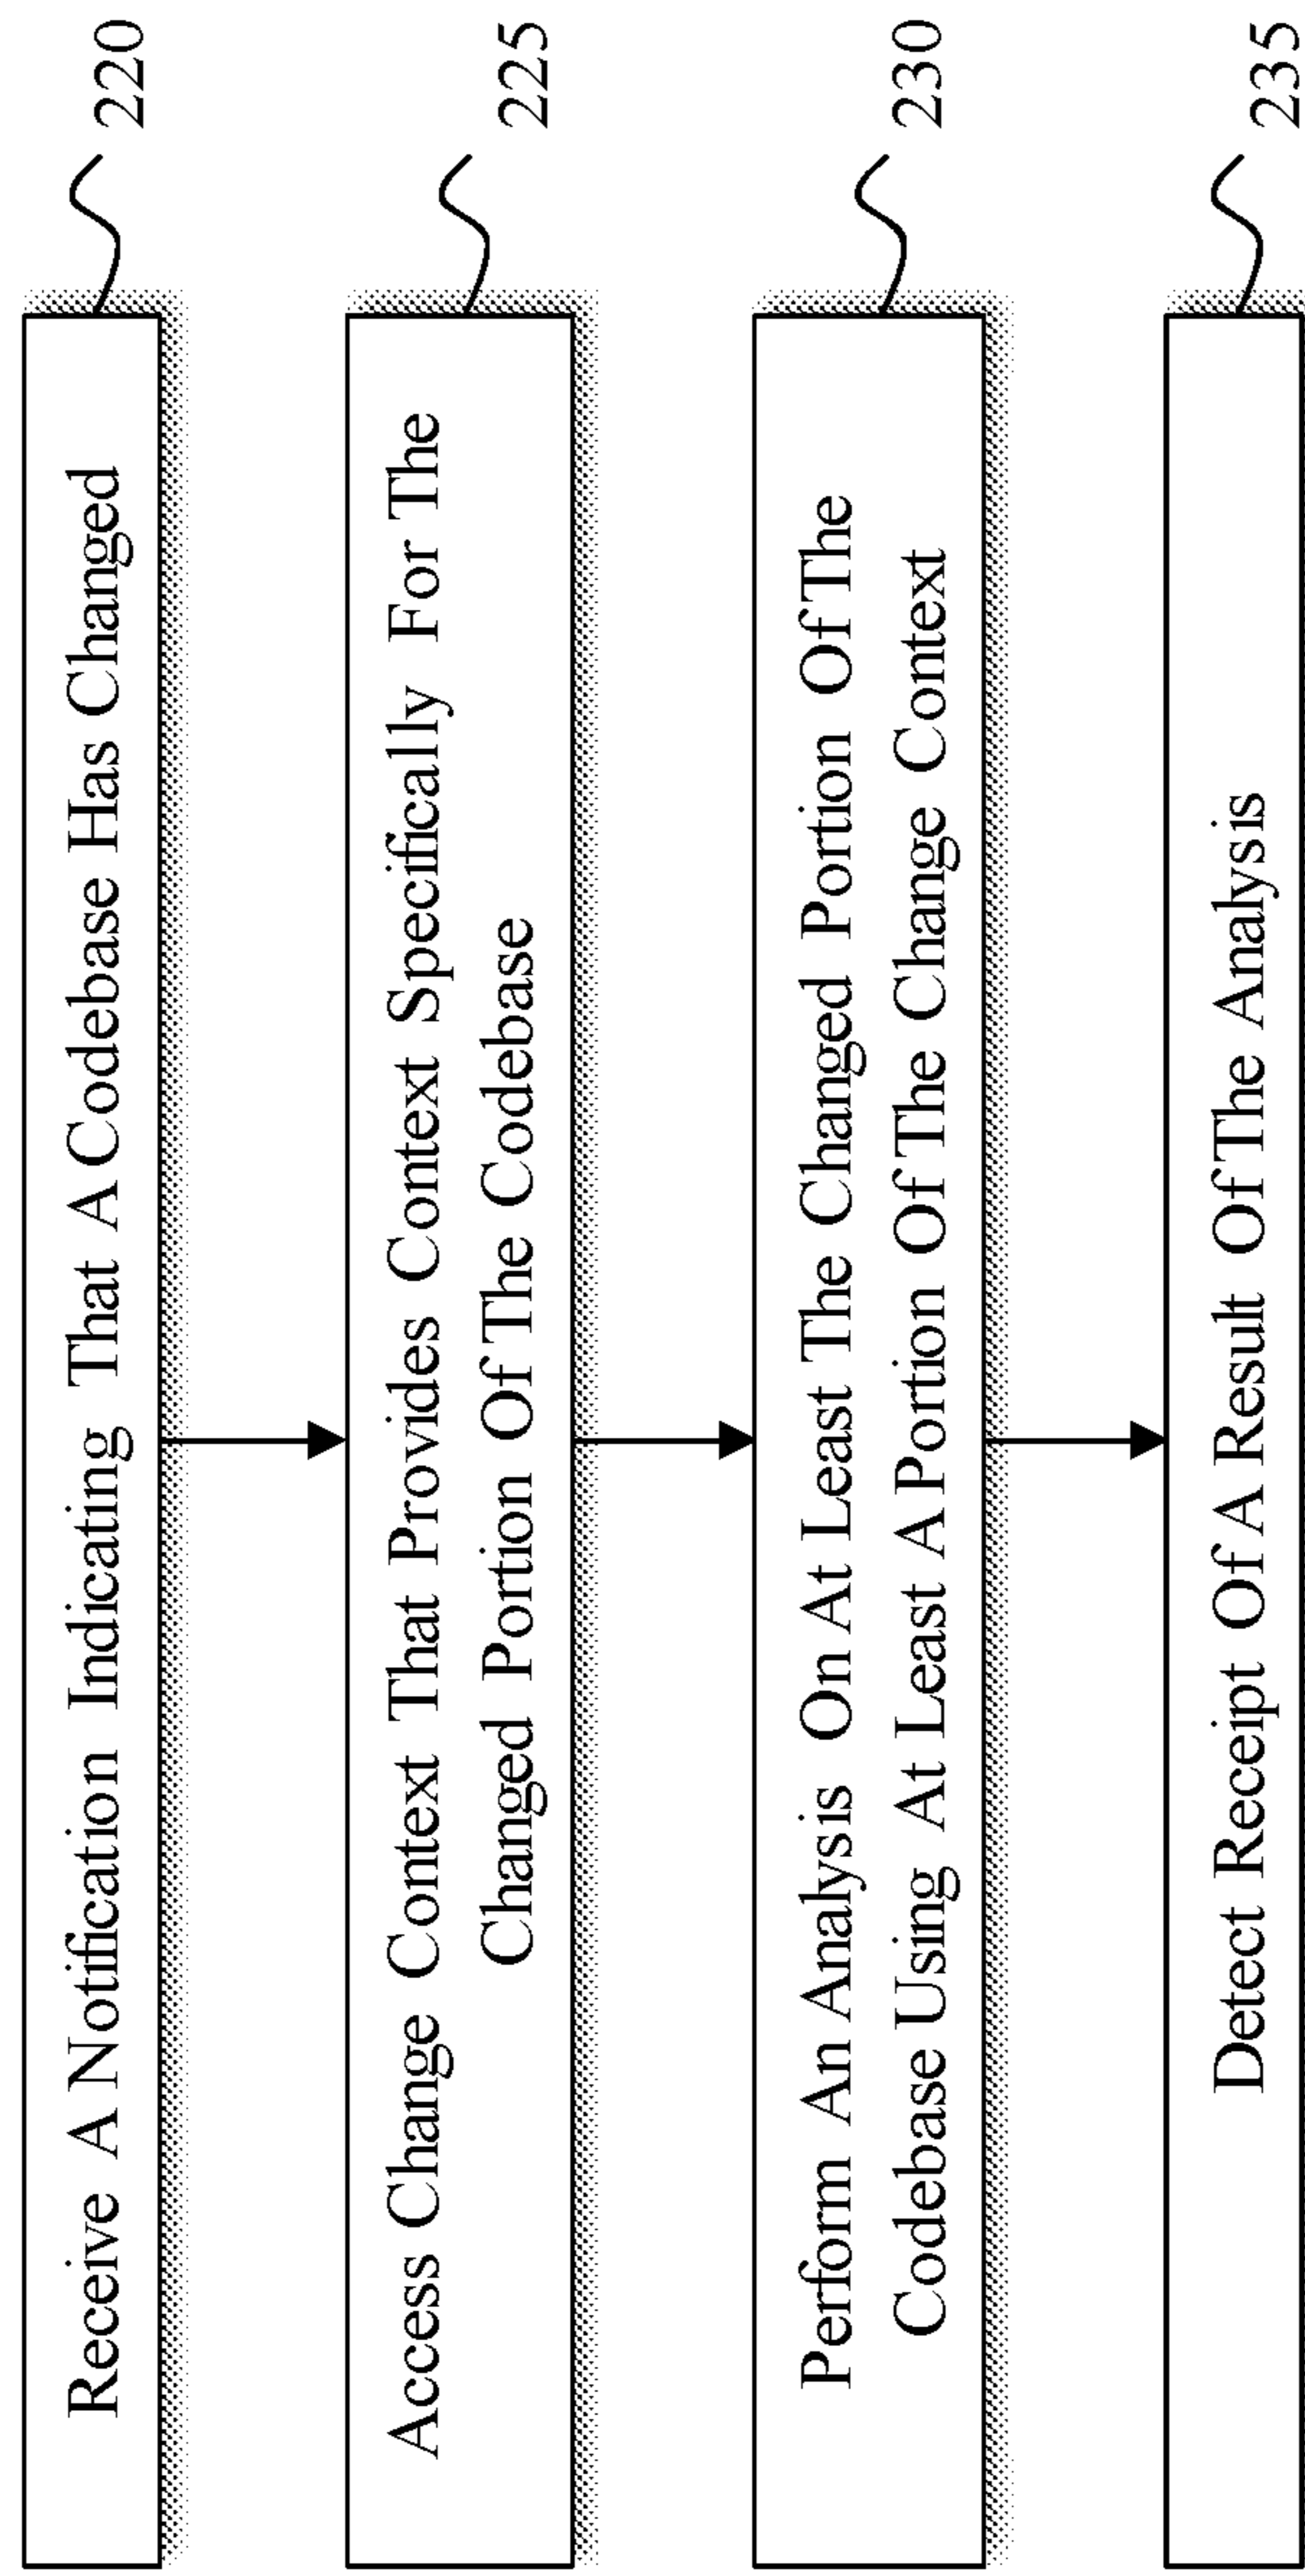 Receive A Notification Indicating That A Codebase Has Changed
220
Access Change Context That Provides Context Specifically For The
Changed Portion Of The Codebase
225
Perform An Analysis On At Least The Changed Portion Of The
Codebase Using At Least A Portion Of The Change Context
230
Detect Receipt Of A Result Of The Analysis
235